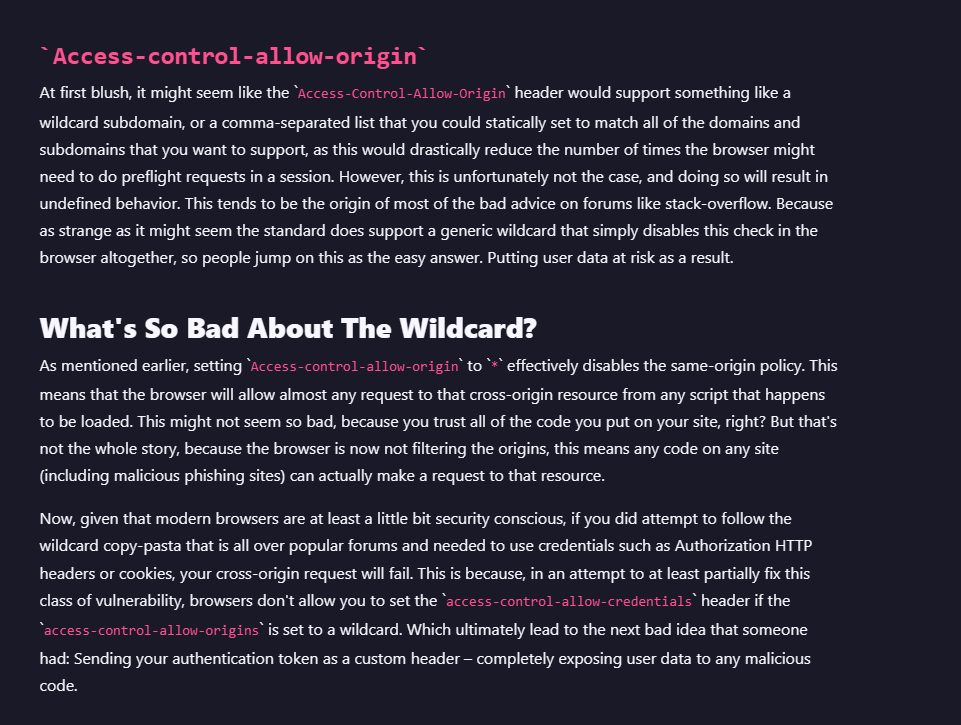 `Access-control-allow-origin`
At first blush, it might seem like the `Access-Control-Allow-Origin` header would support something like a
wildcard subdomain, or a comma-separated list that you could statically set to match all of the domains and
subdomains that you want to support, as this would drastically reduce the number of times the browser might
need to do preflight requests in a session. However, this is unfortunately not the case, and doing so will result in
undefined behavior. This tends to be the origin of most of the bad advice on forums like stack-overflow. Because
as strange as it might seem the standard does support a generic wildcard that simply disables this check in the
browser altogether, so people jump on this as the easy answer. Putting user data at risk as a result.
What's So Bad About The Wildcard?
As mentioned earlier, setting `Access-control-allow-origin` to `*` effectively disables the same-origin policy. This
means that the browser will allow almost any request to that cross-origin resource from any script that happens
to be loaded. This might not seem so bad, because you trust all of the code you put on your site, right? But that's
not the whole story, because the browser is now not filtering the origins, this means any code on any site
(including malicious phishing sites) can actually make a request to that resource.
Now, given that modern browsers are at least a little bit security conscious, if you did attempt to follow the
wildcard copy-pasta that is all over popular forums and needed to use credentials such as Authorization HTTP
headers or cookies, your cross-origin request will fail. This is because, in an attempt to at least partially fix this
class of vulnerability, browsers don't allow you to set the `access-control-allow-credentials` header if the
`access-control-allow-origins` is set to a wildcard. Which ultimately lead to the next bad idea that someone
had: Sending your authentication token as a custom header – completely exposing user data to any malicious
code.